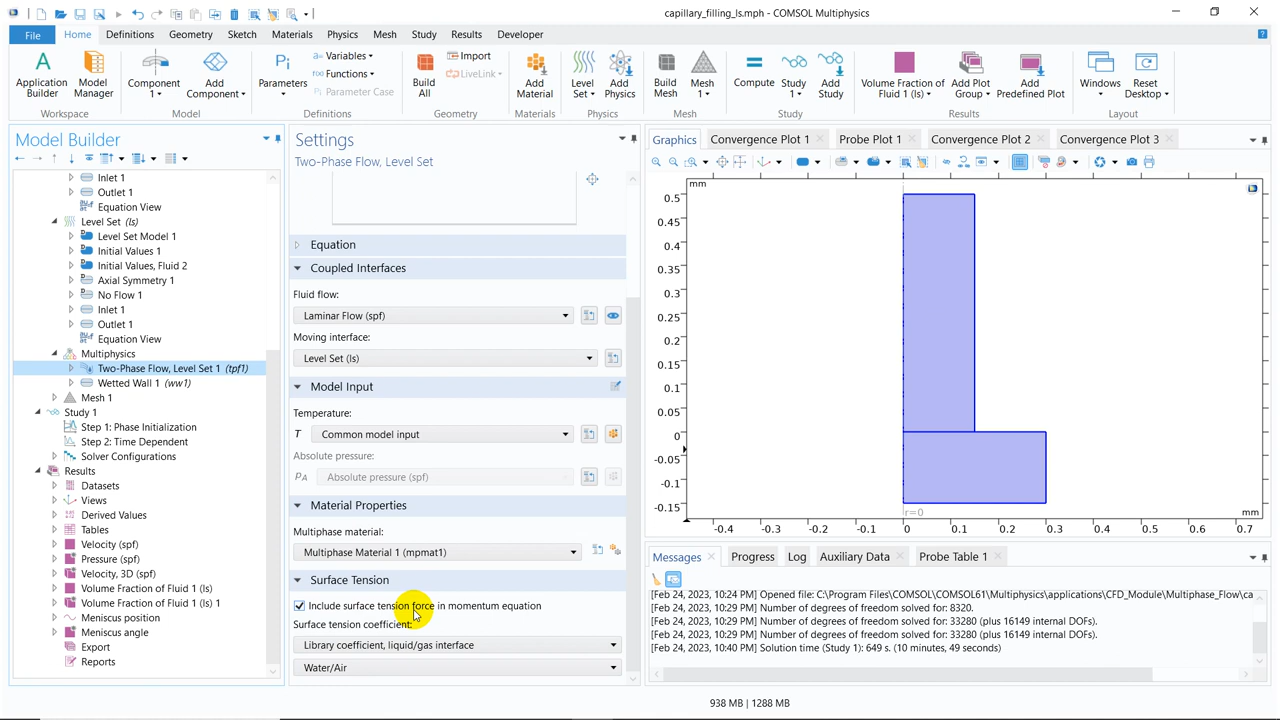 capillary_filling_ls.mph - COMSOL Multiphysics
File Home Definitions Geometry Sketch Materials Physics Mesh Study Results Developer
Application Builder
Model Manager
Workspace
Component 1
Add Component
Model
Pi
Parameters
a= Variables
f(x) Functions
Pi Parameter Case
Definitions
Build All
Import
LiveLink
Geometry
Add Material
Materials
Level Set
Add Physics
Physics
Build Mesh
Mesh 1
Mesh
Compute
Study 1
Add Study
Study
Volume Fraction of Fluid 1 (ls)
Add Plot Group
Add Predefined Plot
Results
Windows
Reset Desktop
Layout
Model Builder
Inlet 1
Outlet 1
Equation View
Level Set (ls)
Level Set Model 1
Initial Values 1
Initial Values, Fluid 2
Axial Symmetry 1
No Flow 1
Inlet 1
Outlet 1
Equation View
Multiphysics
Two-Phase Flow, Level Set 1 (tpf1)
Wetted Wall 1 (ww1)
Mesh 1
Study 1
Step 1: Phase Initialization
Step 2: Time Dependent
Solver Configurations
Results
Datasets
Views
Derived Values
Tables
Velocity (spf)
Pressure (spf)
Velocity, 3D (spf)
Volume Fraction of Fluid 1 (ls)
Volume Fraction of Fluid 1 (ls) 1
Meniscus position
Meniscus angle
Export
Reports
Settings
Two-Phase Flow, Level Set
Equation
Coupled Interfaces
Fluid flow:
Laminar Flow (spf)
Moving interface:
Level Set (ls)
Model Input
Temperature:
T Common model input
Absolute pressure:
PA Absolute pressure (spf)
Material Properties
Multiphase material:
Multiphase Material 1 (mpmat1)
Surface Tension
Include surface tension force in momentum equation
Surface tension coefficient:
Library coefficient, liquid/gas interface
Water/Air
Graphics Convergence Plot 1 Probe Plot 1 Convergence Plot 2 Convergence Plot 3
mm
0.5
0.45
0.4
0.35
0.3
0.25
0.2
0.15
0.1
0.05
0
-0.05
-0.1
-0.15
r=0
mm
-0.4 -0.3 -0.2 -0.1 0 0.1 0.2 0.3 0.4 0.5 0.6 0.7
Messages Progress Log Auxiliary Data Probe Table 1
[Feb 24, 2023, 10:24 PM] Opened file: C:\Program Files\COMSOL\COMSOL61\Multiphysics\applications\CFD_Module\Multiphase_Flow\ca
[Feb 24, 2023, 10:29 PM] Number of degrees of freedom solved for: 8320.
[Feb 24, 2023, 10:29 PM] Number of degrees of freedom solved for: 33280 (plus 16149 internal DOFs).
[Feb 24, 2023, 10:29 PM] Number of degrees of freedom solved for: 33280 (plus 16149 internal DOFs).
[Feb 24, 2023, 10:40 PM] Solution time (Study 1): 649 s. (10 minutes, 49 seconds)
938 MB | 1288 MB